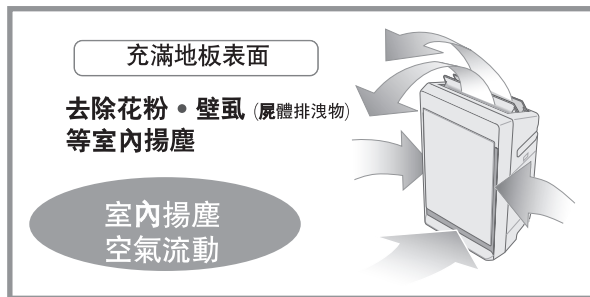 充滿地板表面
去除花粉 • 壁虱 (屍體排洩物)
等室內揚塵
室內揚塵
空氣流動